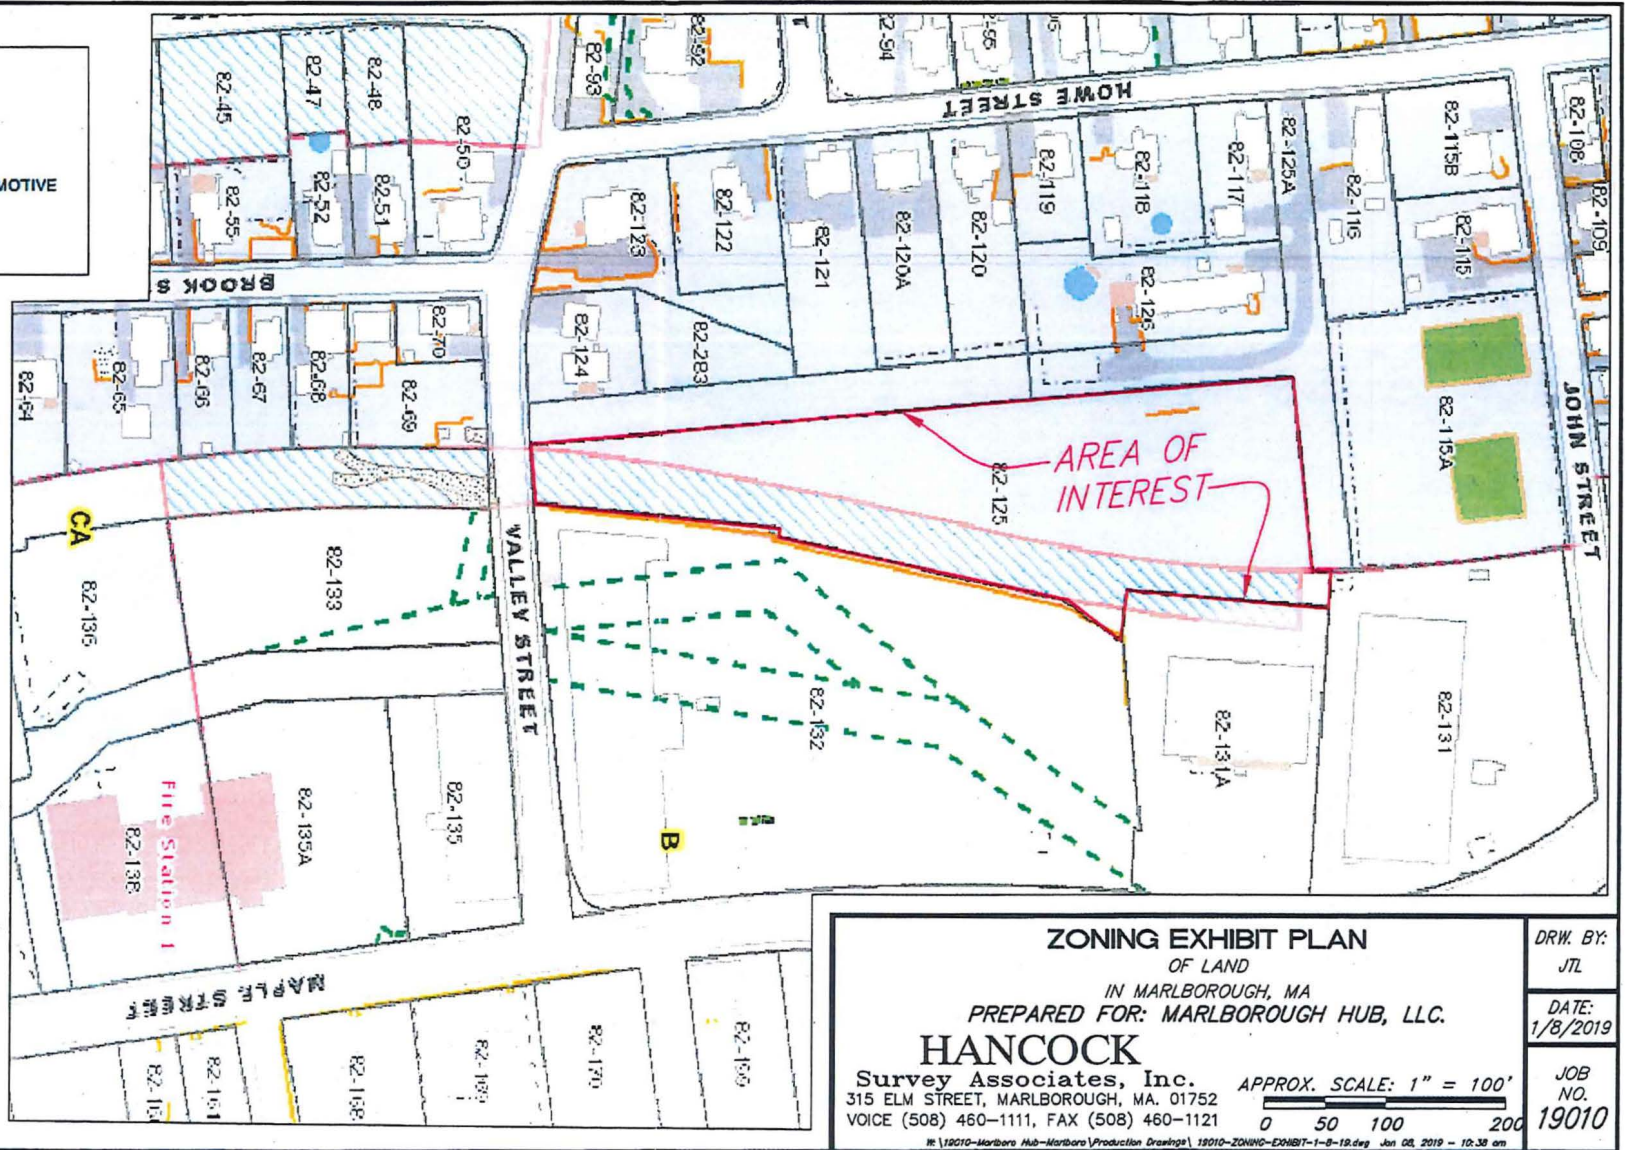 MOTIVE
82-45
82-47
82-48
82-50
82-55
82-52
82-51
82-93
82-92
82-95
HOWE STREET
82-123
82-122
82-121
82-120A
82-120
82-119
82-118
82-117
82-125A
82-116
82-115B
82-115
82-108
82-109
82-126
BROOK S
82-64
82-65
82-66
82-67
82-68
82-69
82-70
82-124
82-283
82-115A
JOHN STREET
AREA OF
INTEREST
82-125
CA
82-136
82-133
VALLEY STREET
82-132
82-131A
82-131
B
82-135
82-135A
Fire Station 1
82-138
MAPLE STREET
82-161
82-168
82-169
82-170
ZONING EXHIBIT PLAN
OF LAND
IN MARLBOROUGH, MA
PREPARED FOR: MARLBOROUGH HUB, LLC.
HANCOCK
Survey Associates, Inc.
315 ELM STREET, MARLBOROUGH, MA. 01752
VOICE (508) 460-1111, FAX (508) 460-1121
APPROX. SCALE: 1" = 100'
0 50 100 200
DRW. BY:
JTL
DATE:
1/8/2019
JOB
NO.
19010